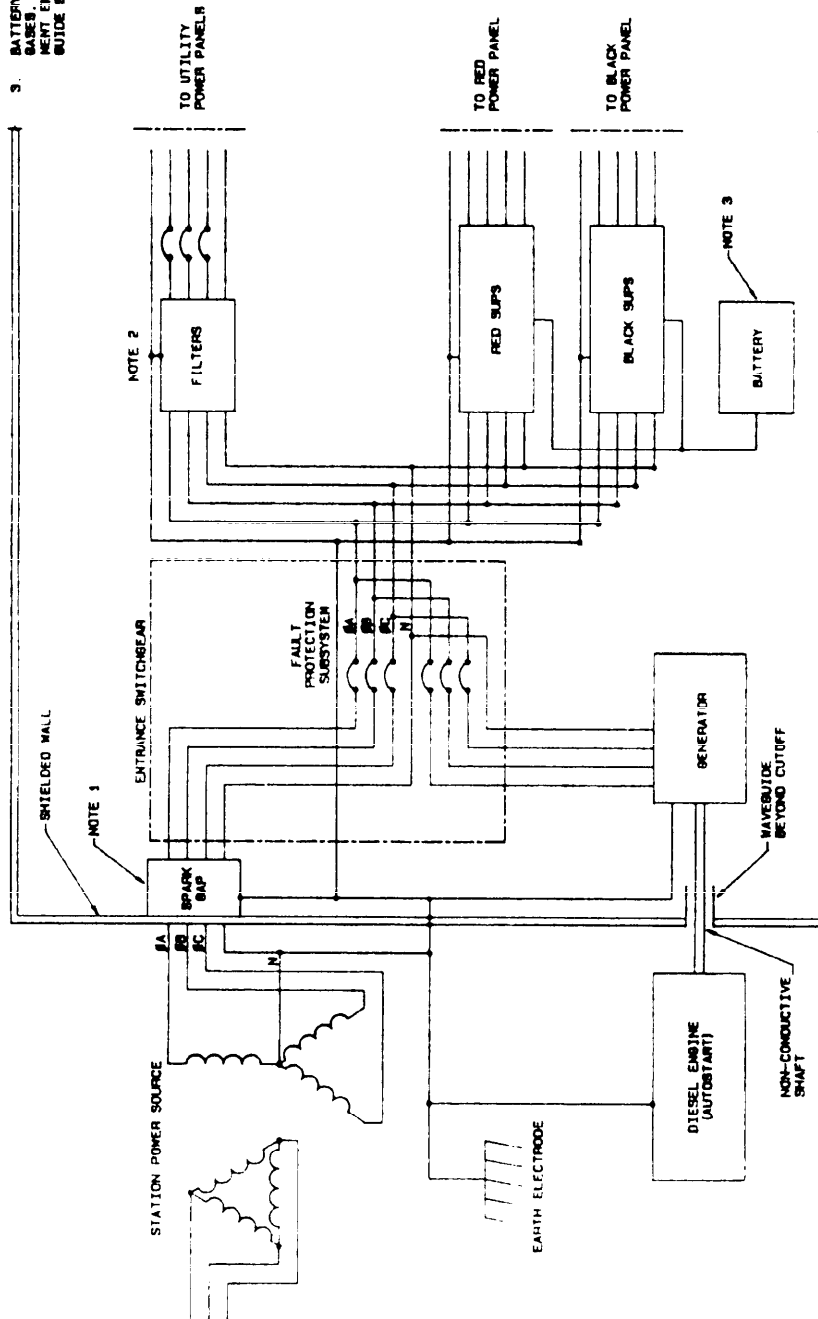 3. BATTERY
GASES.
GUIDE
SHIELDED WALL
NOTE 1
ENTRANCE SWITCHGEAR
NOTE 2
TO UTILITY
POWER PANELS
STATION POWER SOURCE
ØA
ØB
ØC
N
SPARK
GAP
FILTERS
FAULT
PROTECTION
SUBSYSTEM
ØA
ØB
ØC
N
EARTH ELECTRODE
RED SUPS
TO RED
POWER PANEL
BLACK SUPS
TO BLACK
POWER PANEL
DIESEL ENGINE
(AUTOSTART)
GENERATOR
BATTERY
NOTE 3
NON-CONDUCTIVE
SHAFT
WAVEGUIDE
BEYOND CUTOFF